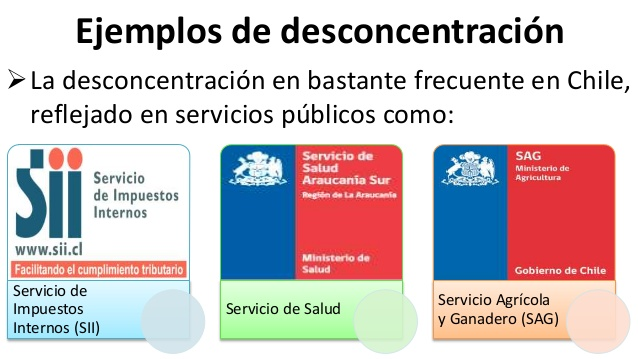 Ejemplos de desconcentración
➢La desconcentración en bastante frecuente en Chile,
reflejado en servicios públicos como:
sii
Servicio
de Impuestos
Internos
www.sii.cl
Facilitando el cumplimiento tributario
Servicio de
Impuestos
Internos (SII)
Servicio de
Salud
Araucanía Sur
Región de La Araucanía
Ministerio de
Salud
Servicio de Salud
SAG
Ministerio de
Agricultura
Gobierno de Chile
Servicio Agrícola
y Ganadero (SAG)